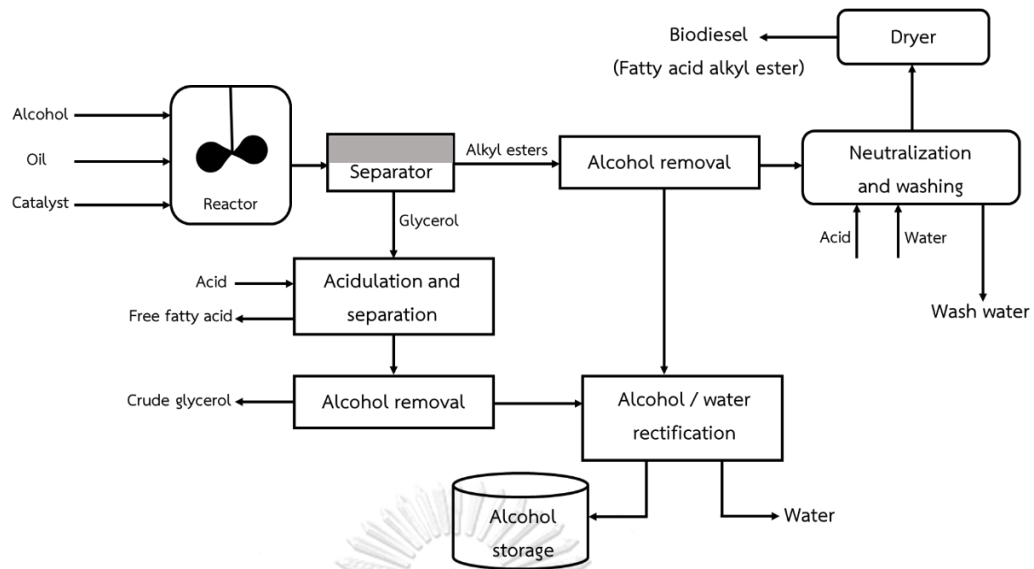 Biodiesel
(Fatty acid alkyl ester)
Dryer
Alcohol
Oil
Catalyst
Reactor
Separator
Alkyl esters
Alcohol removal
Neutralization
and washing
Glycerol
Acid
Water
Wash water
Acid
Free fatty acid
Acidulation and
separation
Crude glycerol
Alcohol removal
Alcohol / water
rectification
Alcohol
storage
Water